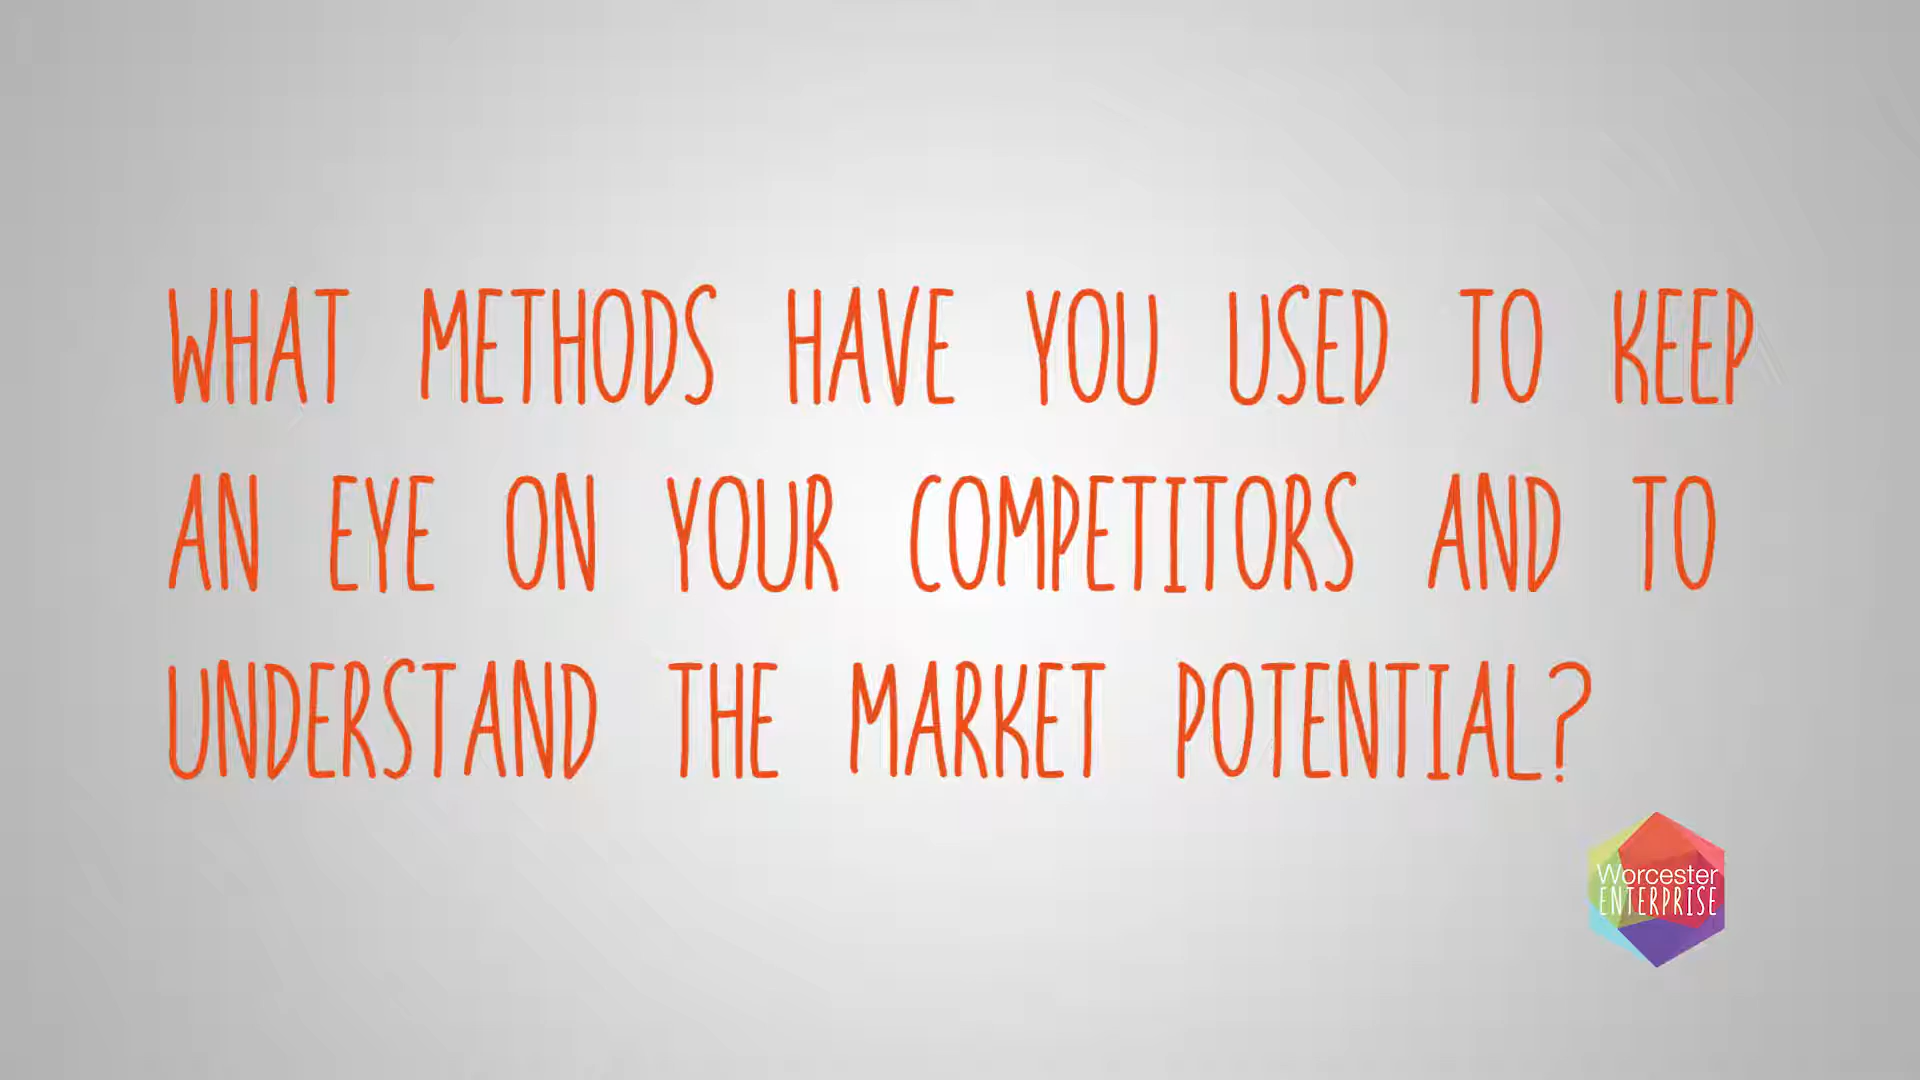 WHAT METHODS HAVE YOU USED TO KEEP
AN EYE ON YOUR COMPETITORS AND TO
UNDERSTAND THE MARKET POTENTIAL?
Worcester
ENTERPRISE